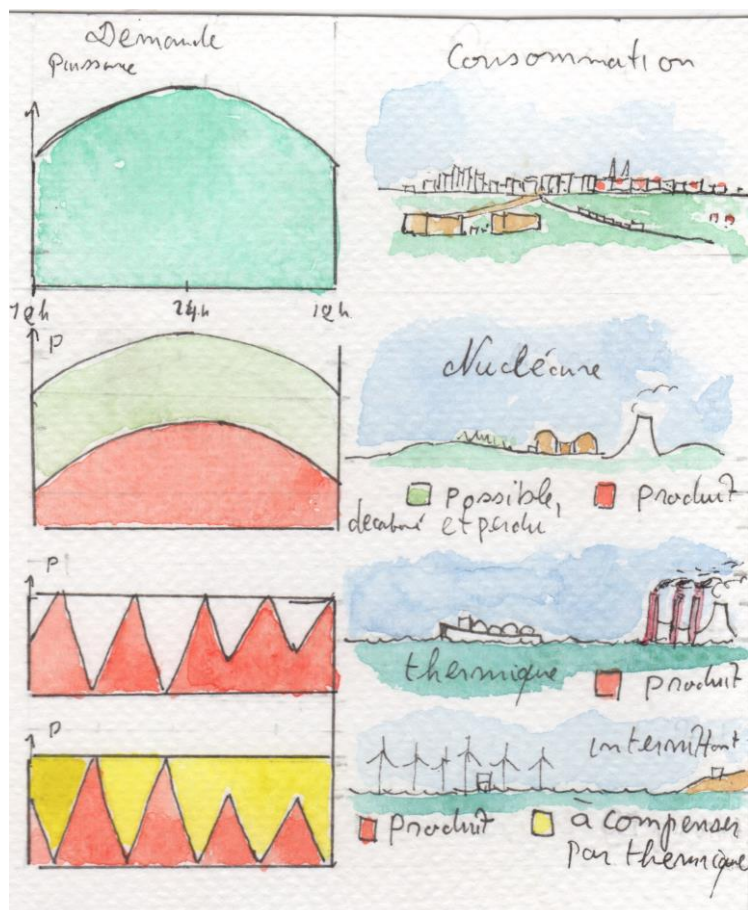 Demande
Puissance
Consommation
12h 24h 12h
P
Nucléaire
possible, produit
décarboné et perdu
P
thermique produit
P
intermittent
Produit à compenser
par thermique